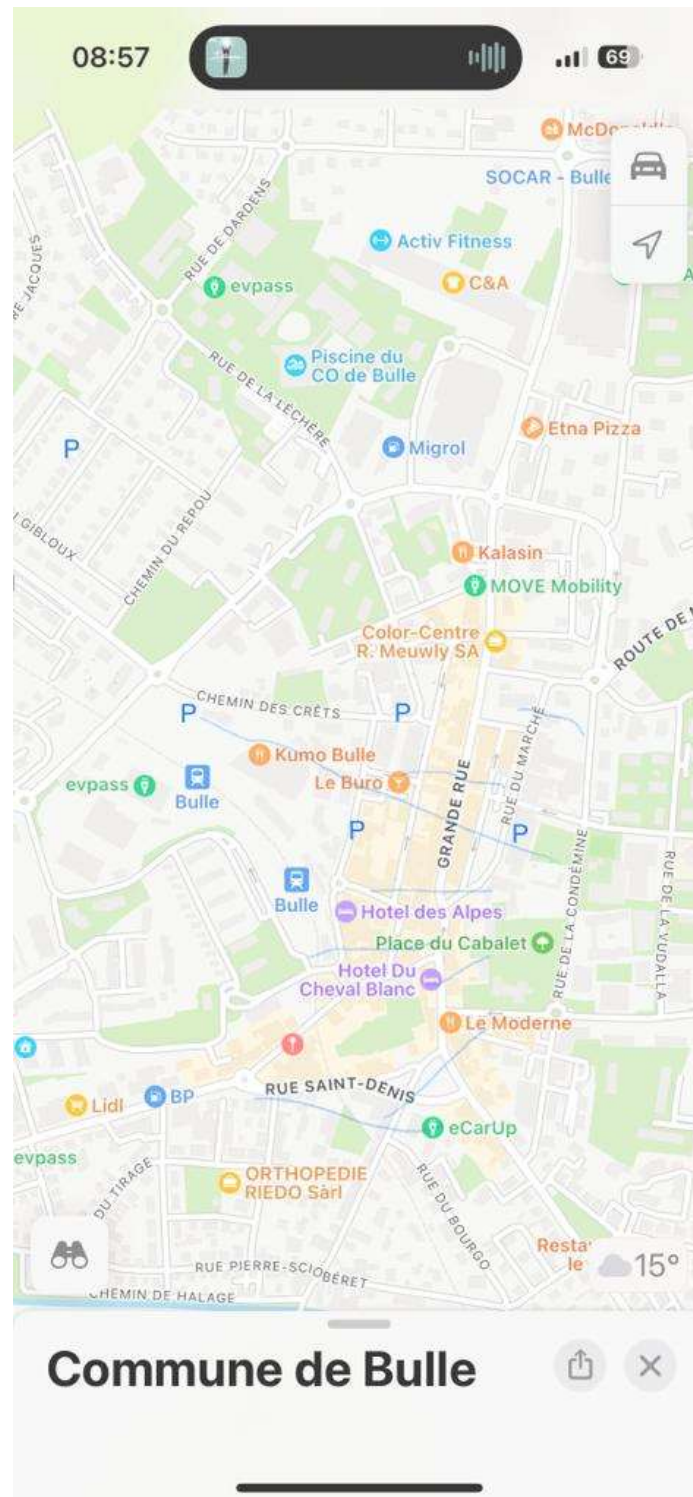 08:57
69
McDonald's
SOCAR - Bulle
Activ Fitness
C&A
A
RUE DE DARDENS
E JACQUES
evpass
Piscine du
CO de Bulle
RUE DE LA LÉCHÈRE
Etna Pizza
P
Migrol
GIBLOUX
CHEMIN DU RÉPOU
Kalasin
MOVE Mobility
Color-Centre
R. Meuwly SA
ROUTE DE
CHEMIN DES CRÊTS
P
P
Kumo Bulle
Le Buro
evpass
Bulle
GRANDE RUE
RUE DU MARCHÉ
P
P
RUE DE LA CONDÉMINE
RUE DE LA VUDALLA
Bulle
Hotel des Alpes
Place du Cabalet
Hotel Du
Cheval Blanc
Le Moderne
RUE SAINT-DENIS
Lidl
BP
eCarUp
evpass
DU TIRAGE
ORTHOPEDIE
RIEDO Sàrl
RUE DU BOURGO
Resta
le
15°
RUE PIERRE-SCIOBÉRET
CHEMIN DE HALAGE
Commune de Bulle